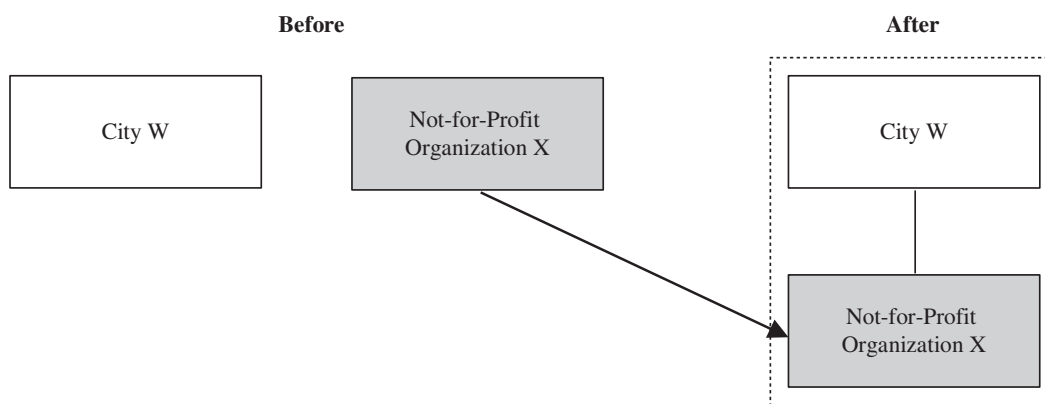 Before
After
City W
Not-for-Profit
Organization X
City W
Not-for-Profit
Organization X